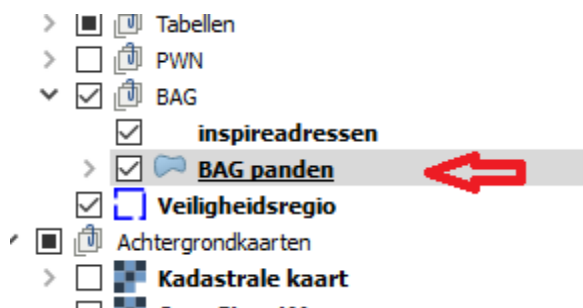 Tabellen
PWN
BAG
inspireadressen
BAG panden
Veiligheidsregio
Achtergrondkaarten
Kadastrale kaart